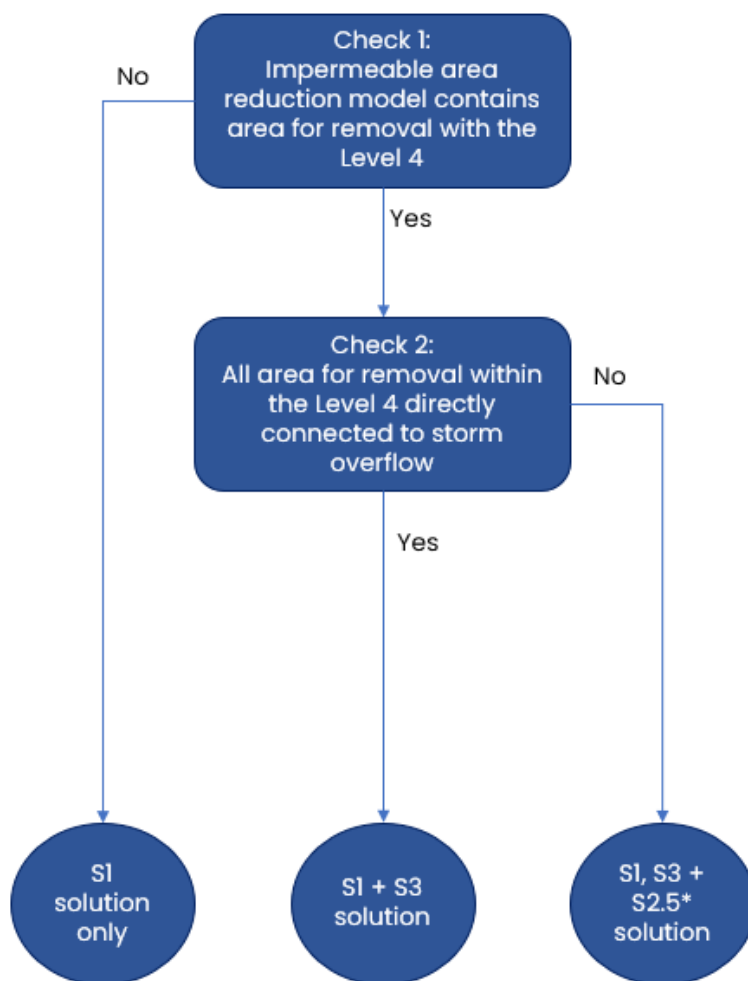 Check 1:
Impermeable area
reduction model contains
area for removal with the
Level 4
No
Yes
Check 2:
All area for removal within
the Level 4 directly
connected to storm
overflow
No
Yes
S1
solution
only
S1 + S3
solution
S1, S3 +
S2.5*
solution